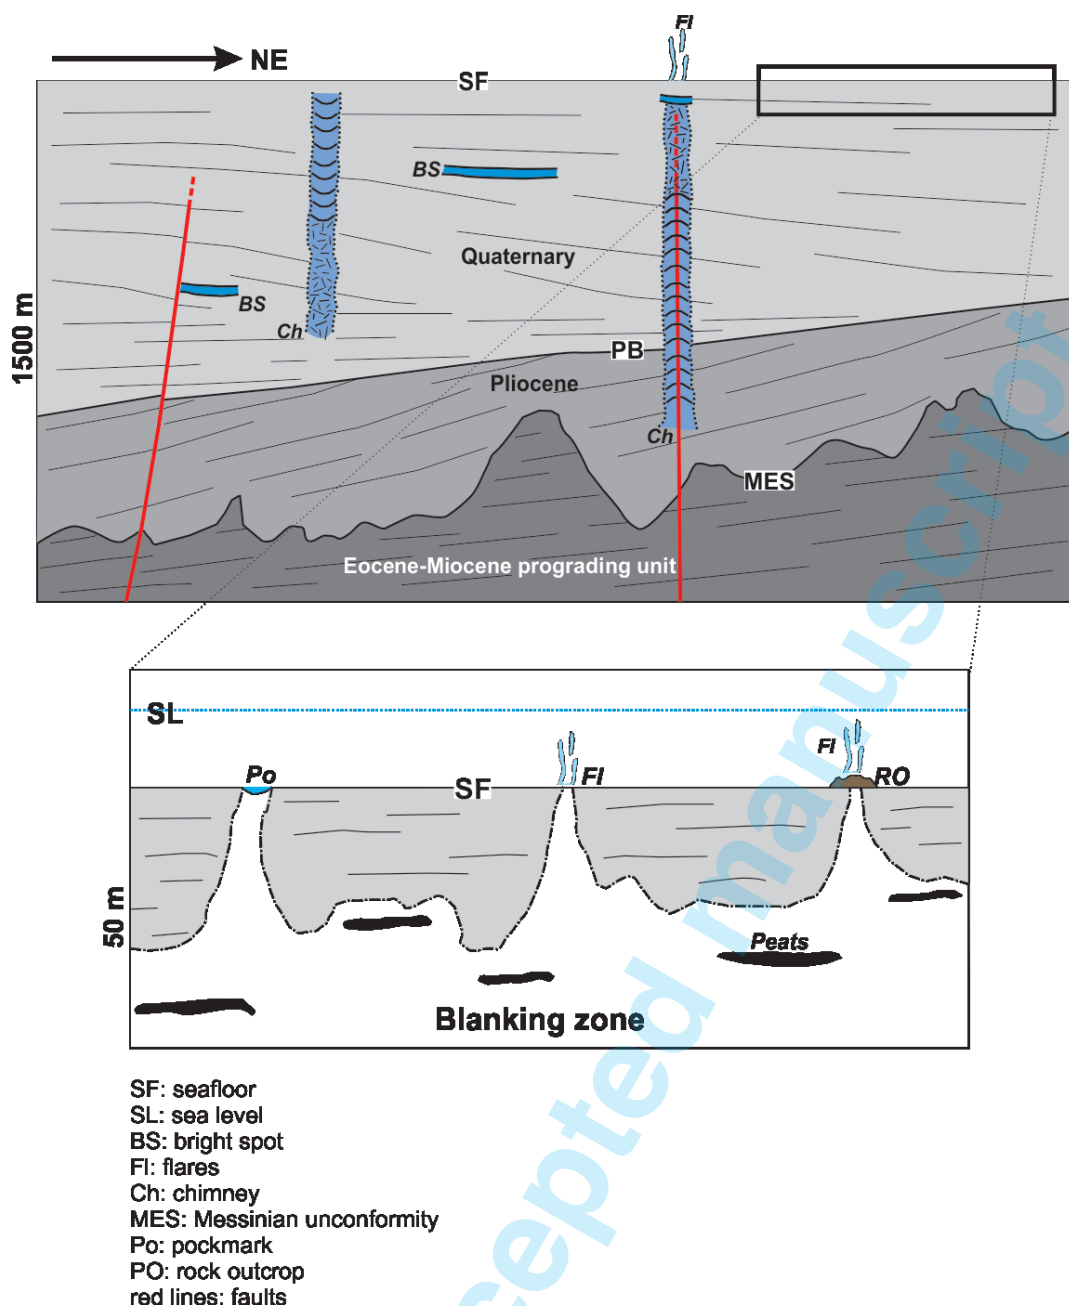 Fl
NE
SF
BS
Quaternary
BS
Ch
1500 m
PB
Pliocene
Ch
MES
Eocene-Miocene prograding unit
SL
Fl
Po
SF
Fl
RO
50 m
Peats
Blanking zone
SF: seafloor
SL: sea level
BS: bright spot
Fl: flares
Ch: chimney
MES: Messinian unconformity
Po: pockmark
PO: rock outcrop
red lines: faults
cepted manuscript